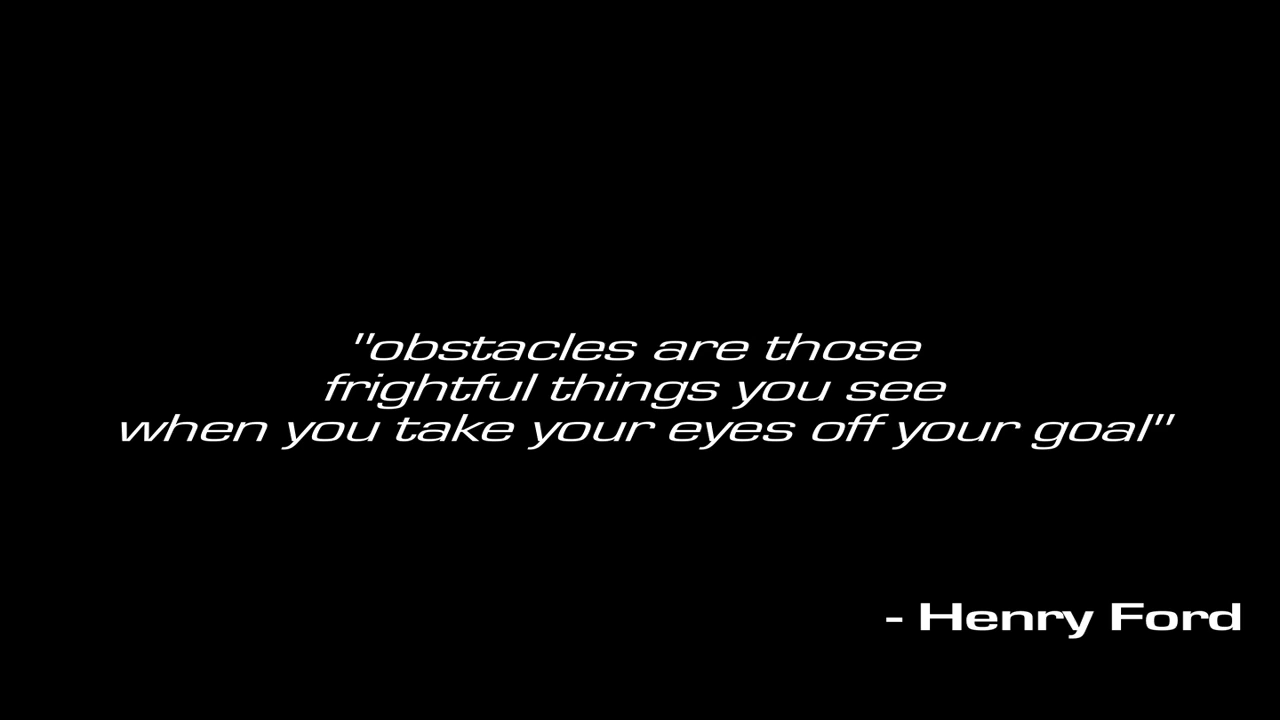 "obstacles are those
frightful things you see
when you take your eyes off your goal"
- Henry Ford